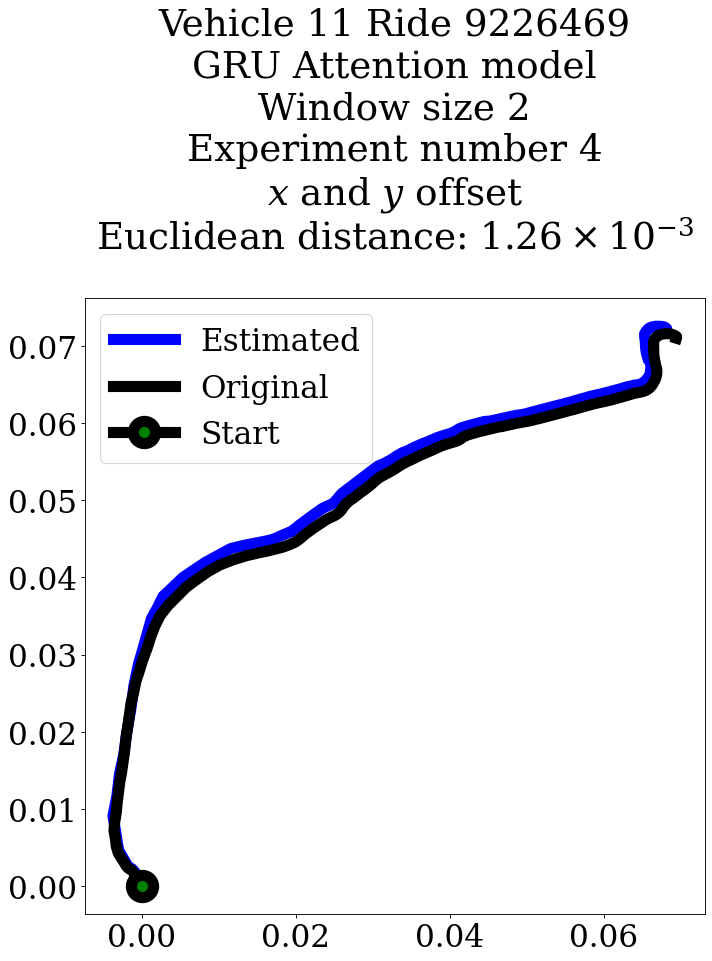 Vehicle 11 Ride 9226469
GRU Attention model
Window size 2
Experiment number 4
x and y offset
Euclidean distance: 1.26 × 10⁻³
Estimated
Original
Start
0.07
0.06
0.05
0.04
0.03
0.02
0.01
0.00
0.00 0.02 0.04 0.06